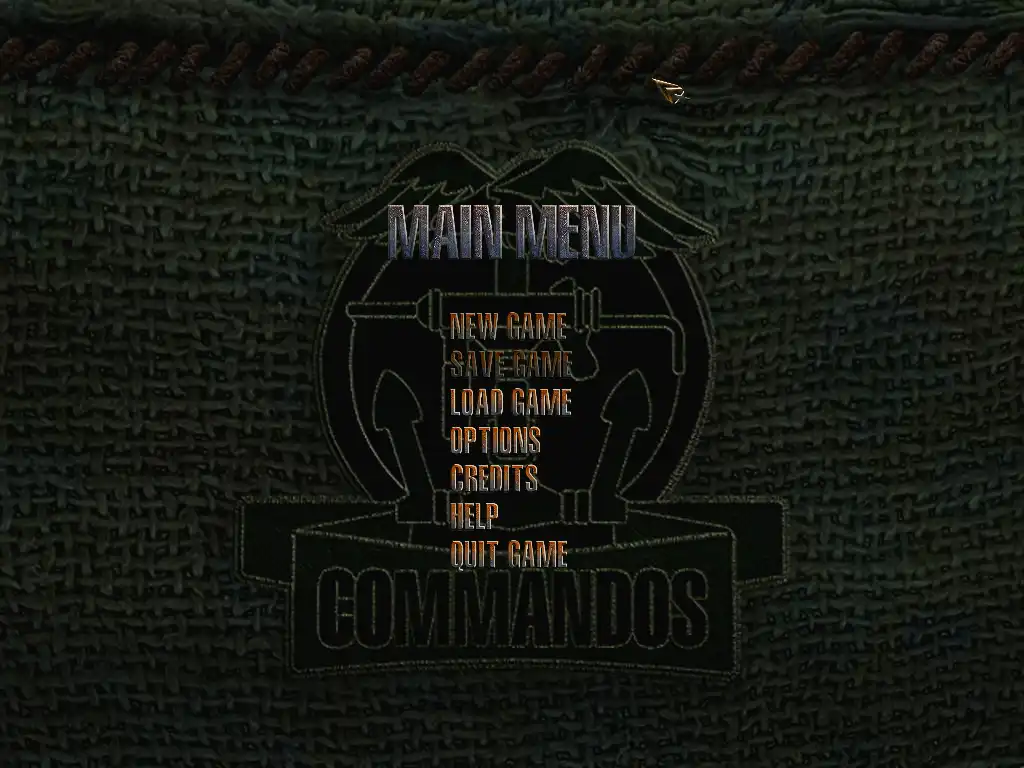 MAIN MENU
NEW GAME
SAVE GAME
LOAD GAME
OPTIONS
CREDITS
HELP
QUIT GAME
COMMANDOS